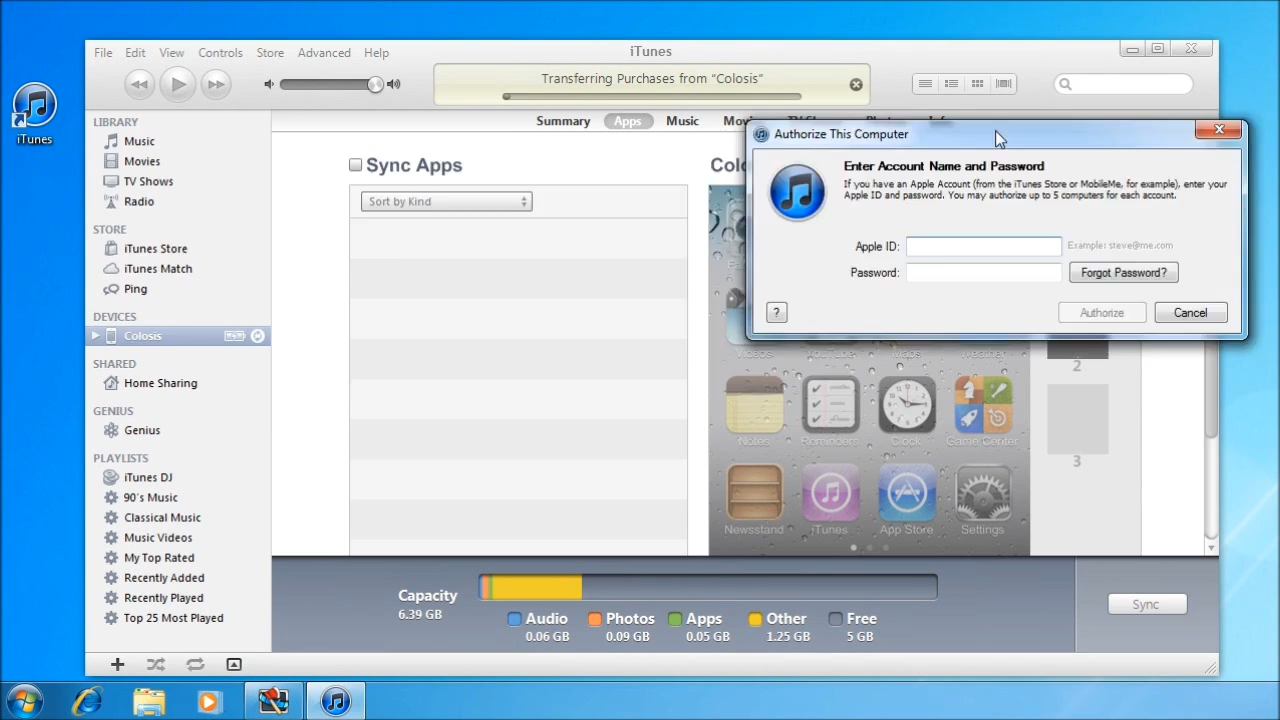 iTunes
File Edit View Controls Store Advanced Help
iTunes
Transferring Purchases from “Colosis”
LIBRARY
Music
Movies
TV Shows
Radio
STORE
iTunes Store
iTunes Match
Ping
DEVICES
Colosis
SHARED
Home Sharing
GENIUS
Genius
PLAYLISTS
iTunes DJ
90's Music
Classical Music
Music Videos
My Top Rated
Recently Added
Recently Played
Top 25 Most Played
Summary Apps Music
Sync Apps
Sort by Kind
Authorize This Computer
Enter Account Name and Password
If you have an Apple Account (from the iTunes Store or MobileMe, for example), enter your
Apple ID and password. You may authorize up to 5 computers for each account.
Apple ID:
Example: steve@me.com
Password:
Forgot Password?
?
Authorize
Cancel
Videos YouTube Maps Weather
Notes Reminders Clock Game Center
Newsstand iTunes App Store Settings
2
3
Capacity
6.39 GB
Audio Photos Apps Other Free
0.06 GB 0.09 GB 0.05 GB 1.25 GB 5 GB
Sync